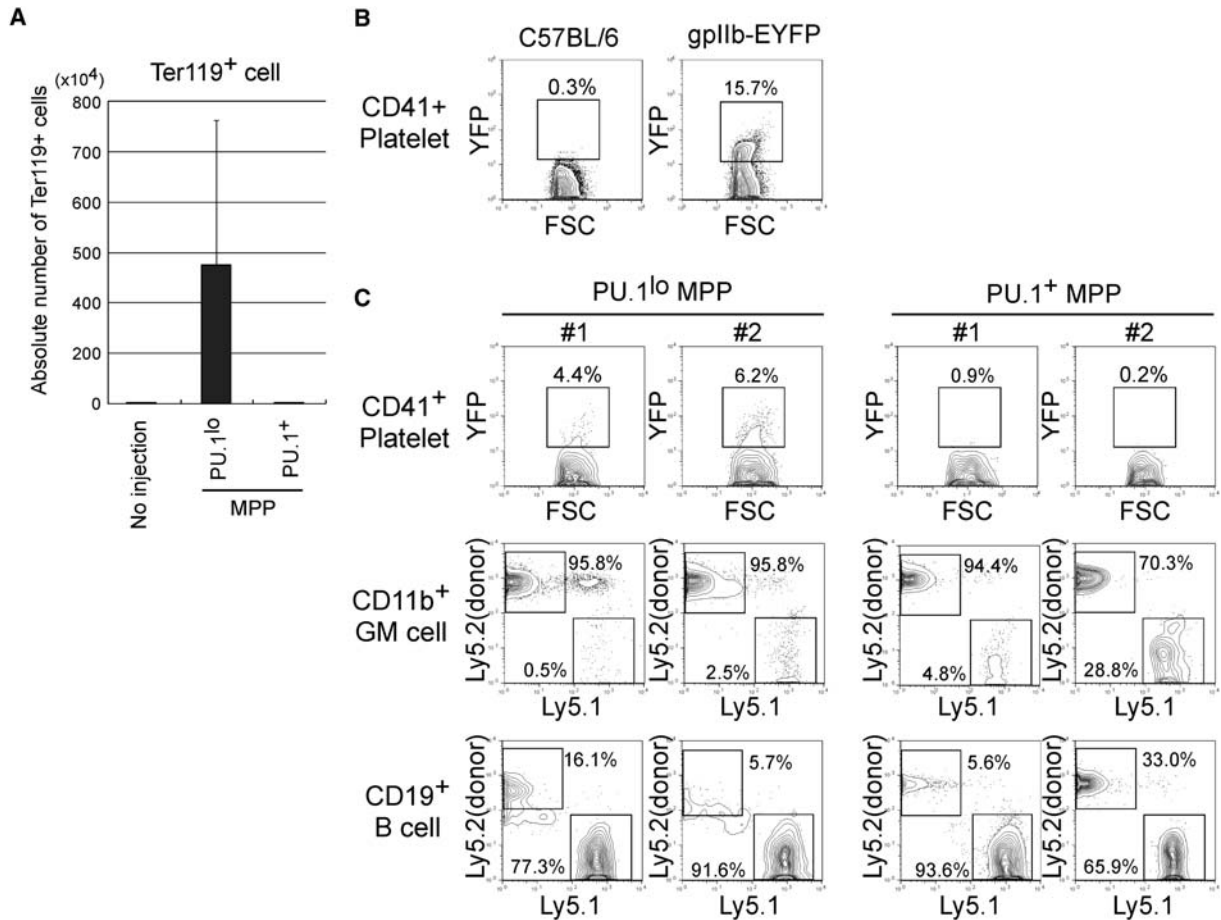 A
Ter119+ cell
(x10⁴)
Absolute number of Ter119+ cells
800
700
600
500
400
200
0
No injection
PU.1lo
PU.1+
MPP
B
C57BL/6
gpIIb-EYFP
CD41+
Platelet
YFP
0.3%
FSC
YFP
15.7%
FSC
C
PU.1lo MPP
PU.1+ MPP
#1
#2
#1
#2
CD41+
Platelet
YFP
4.4%
FSC
YFP
6.2%
FSC
YFP
0.9%
FSC
YFP
0.2%
FSC
CD11b+
GM cell
Ly5.2(donor)
95.8%
0.5%
Ly5.1
Ly5.2(donor)
95.8%
2.5%
Ly5.1
Ly5.2(donor)
94.4%
4.8%
Ly5.1
Ly5.2(donor)
70.3%
28.8%
Ly5.1
CD19+
B cell
Ly5.2(donor)
16.1%
77.3%
Ly5.1
Ly5.2(donor)
5.7%
91.6%
Ly5.1
Ly5.2(donor)
5.6%
93.6%
Ly5.1
Ly5.2(donor)
33.0%
65.9%
Ly5.1